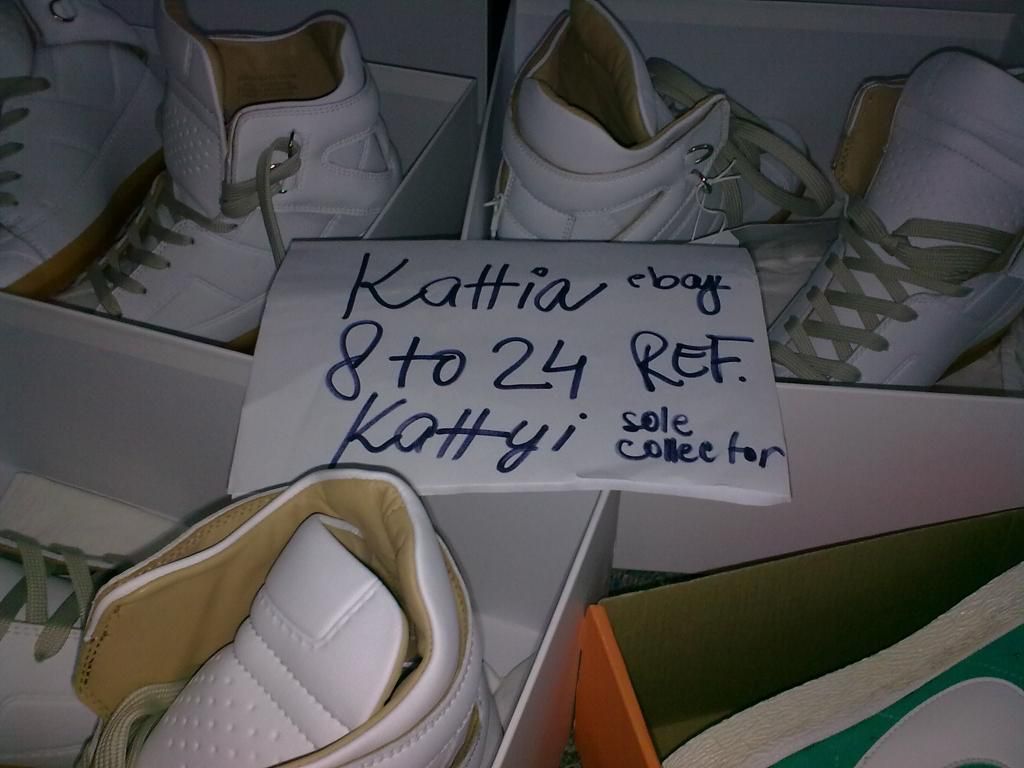 Kattia ebay
8 to 24 REF.
Kattyi sole
collector